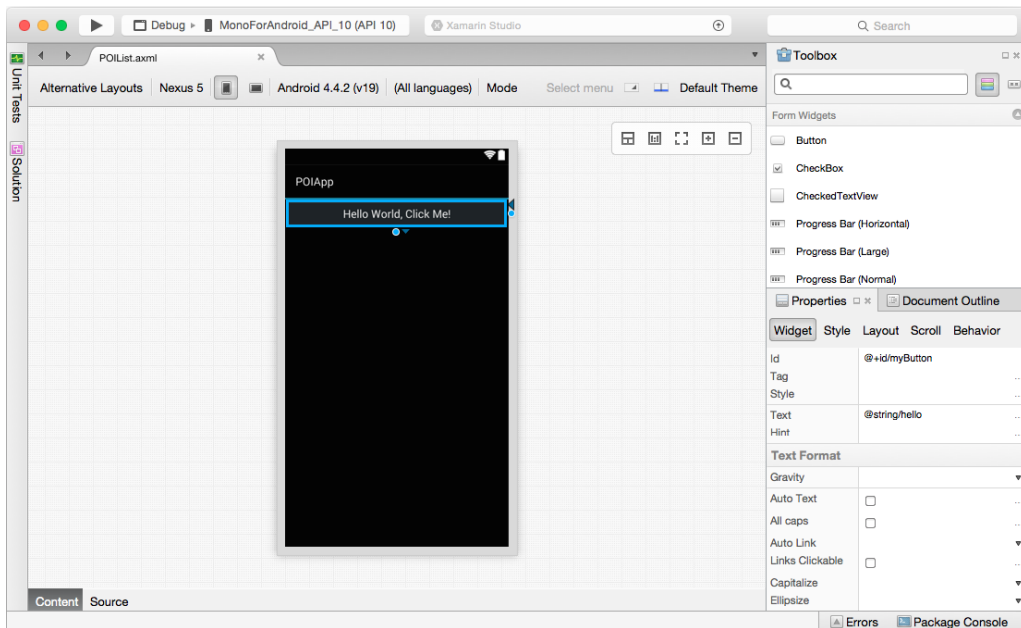 Debug MonoForAndroid_API_10 (API 10) Xamarin Studio Search
POIList.axml
Toolbox
Unit Tests
Solution
Alternative Layouts Nexus 5 Android 4.4.2 (v19) (All languages) Mode Select menu Default Theme
Form Widgets
Button
CheckBox
CheckedTextView
Progress Bar (Horizontal)
Progress Bar (Large)
Progress Bar (Normal)
1:1
POIApp
Hello World, Click Me!
Properties Document Outline
Widget Style Layout Scroll Behavior
Id @+id/myButton
Tag
Style
Text @string/hello
Hint
Text Format
Gravity
Auto Text
All caps
Auto Link
Links Clickable
Capitalize
Ellipsize
Content Source
Errors Package Console